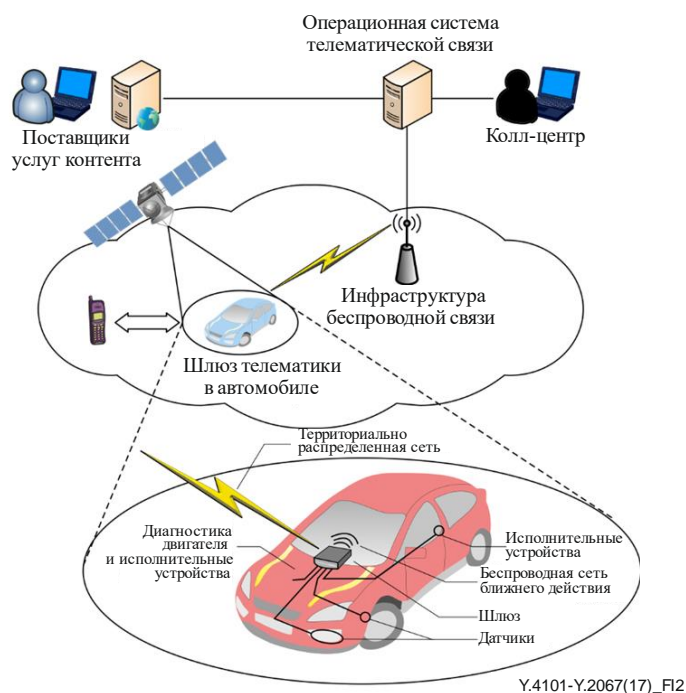 Операционная система
телематической связи
Поставщики
услуг контента
Колл-центр
Инфраструктура
беспроводной связи
Шлюз телематики
в автомобиле
Территориально
распределенная сеть
Диагностика
двигателя
и исполнительные
устройства
Исполнительные
устройства
Беспроводная сеть
ближнего действия
Шлюз
Датчики
Y.4101-Y.2067(17)_FI2